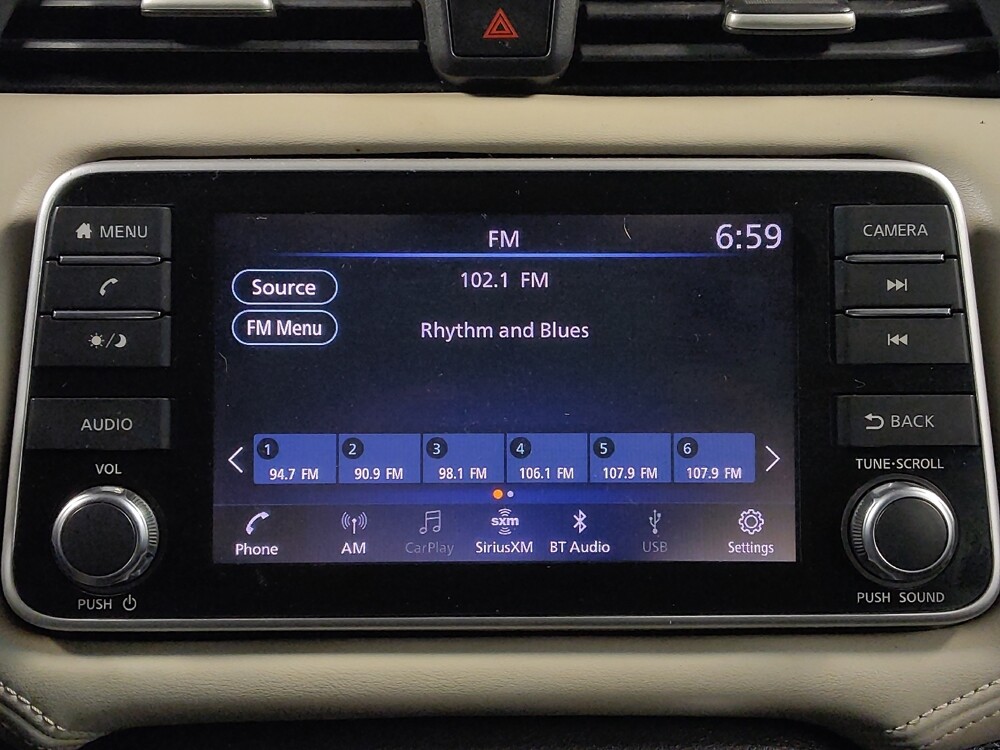 MENU
AUDIO
VOL
PUSH
FM
6:59
102.1 FM
Source
FM Menu
Rhythm and Blues
1 2 3 4 5 6
94.7 FM 90.9 FM 98.1 FM 106.1 FM 107.9 FM 107.9 FM
sxm
Phone AM CarPlay SiriusXM BT Audio USB Settings
CAMERA
BACK
TUNE·SCROLL
PUSH SOUND